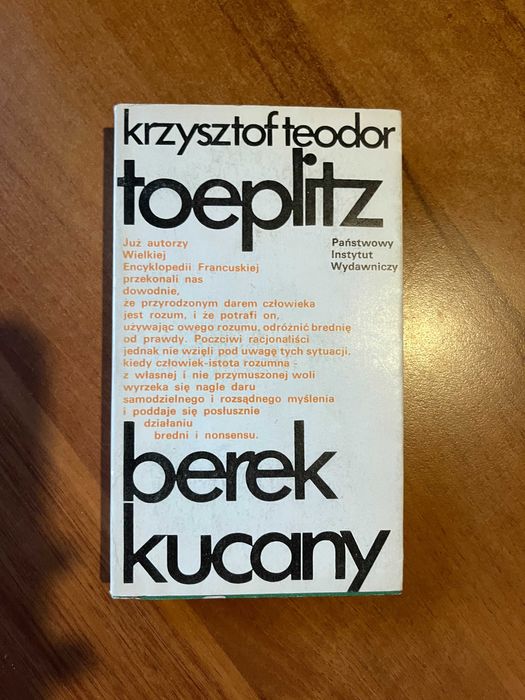 krzysztof teodor
toeplitz
Już autorzy
Wielkiej
Encyklopedii Francuskiej
przekonali nas
dowodnie,
że przyrodzonym darem człowieka
jest rozum, i że potrafi on,
używając owego rozumu, odróżnić brednię
od prawdy. Poczciwi racjonaliści
jednak nie wzięli pod uwagę tych sytuacji,
kiedy człowiek-istota rozumna -
z własnej i nie przymuszonej woli
wyrzeka się nagle daru
samodzielnego i rozsądnego myślenia
i poddaje się posłusznie
działaniu
bredni i nonsensu.
Państwowy
Instytut
Wydawniczy
berek
kucany